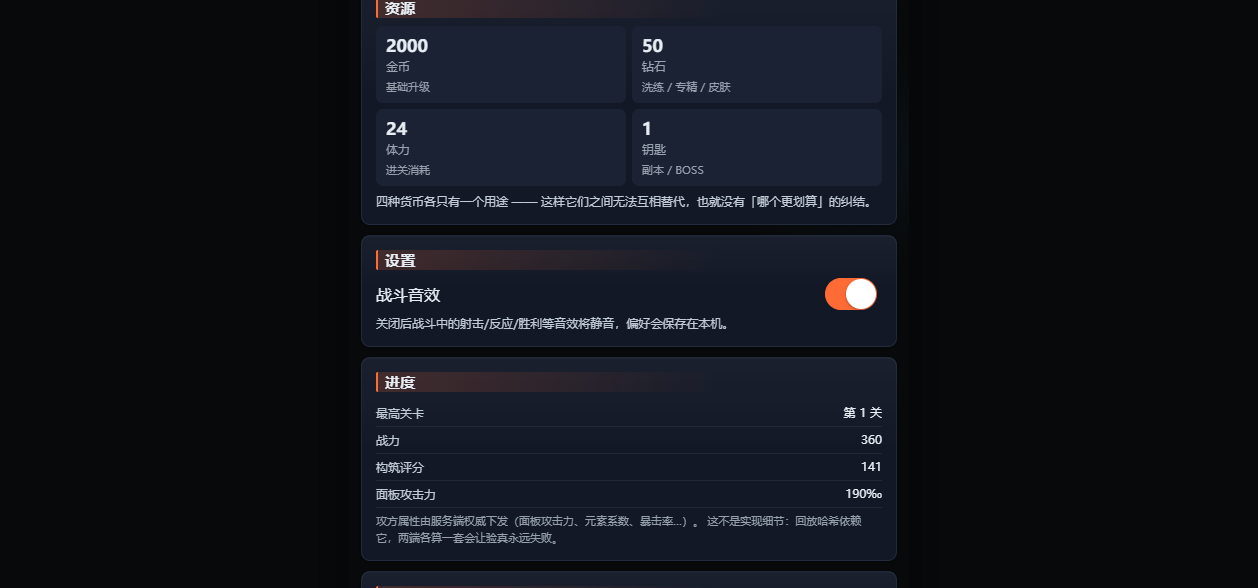 资源
2000
金币
基础升级
50
钻石
洗练 / 专精 / 皮肤
24
体力
进关消耗
1
钥匙
副本 / BOSS
四种货币各只有一个用途 —— 这样它们之间无法互相替代，也就没有「哪个更划算」的纠结。
设置
战斗音效
关闭后战斗中的射击/反应/胜利等音效将静音，偏好会保存在本机。
进度
最高关卡 第 1 关
战力 360
构筑评分 141
面板攻击力 190‰
攻方属性由服务端权威下发（面板攻击力、元素系数、暴击率…）。 这不是实现细节：回放哈希依赖
它，两端各算一套会让验真永远失败。